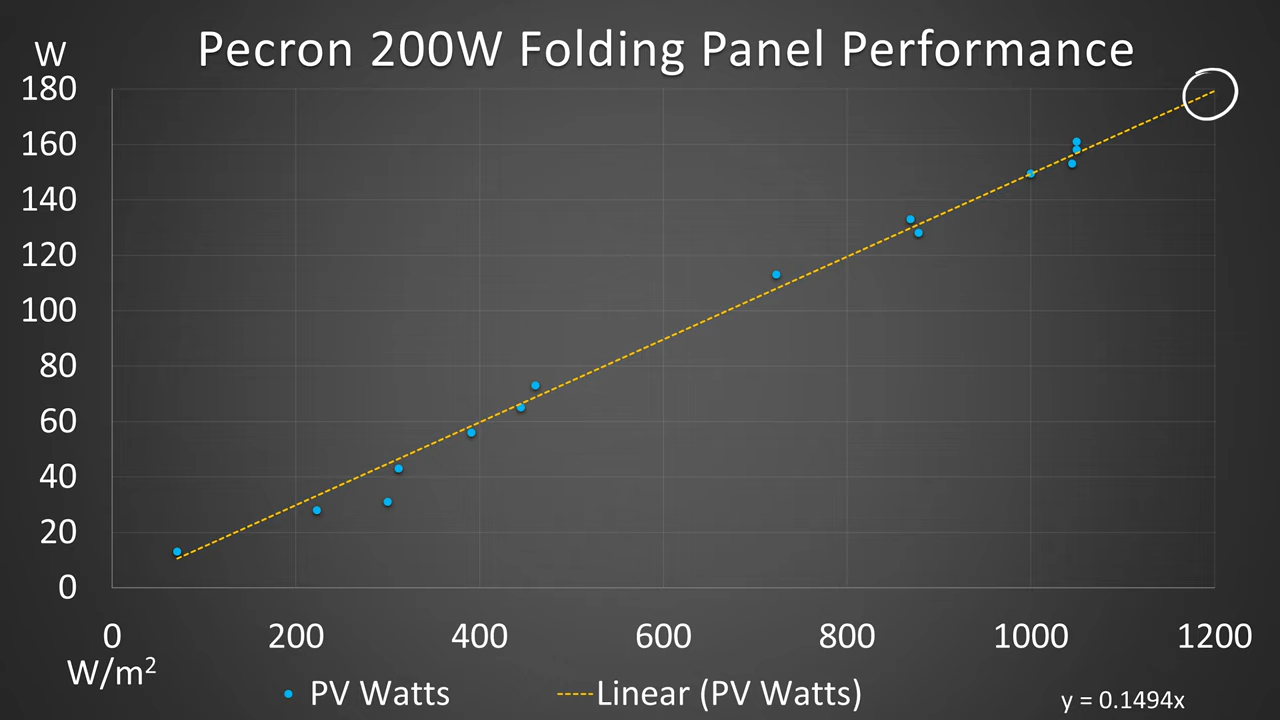 Pecron 200W Folding Panel Performance
W
180
160
140
120
100
80
60
40
20
0
0 200 400 600 800 1000 1200
W/m²
PV Watts Linear (PV Watts)
y = 0.1494x